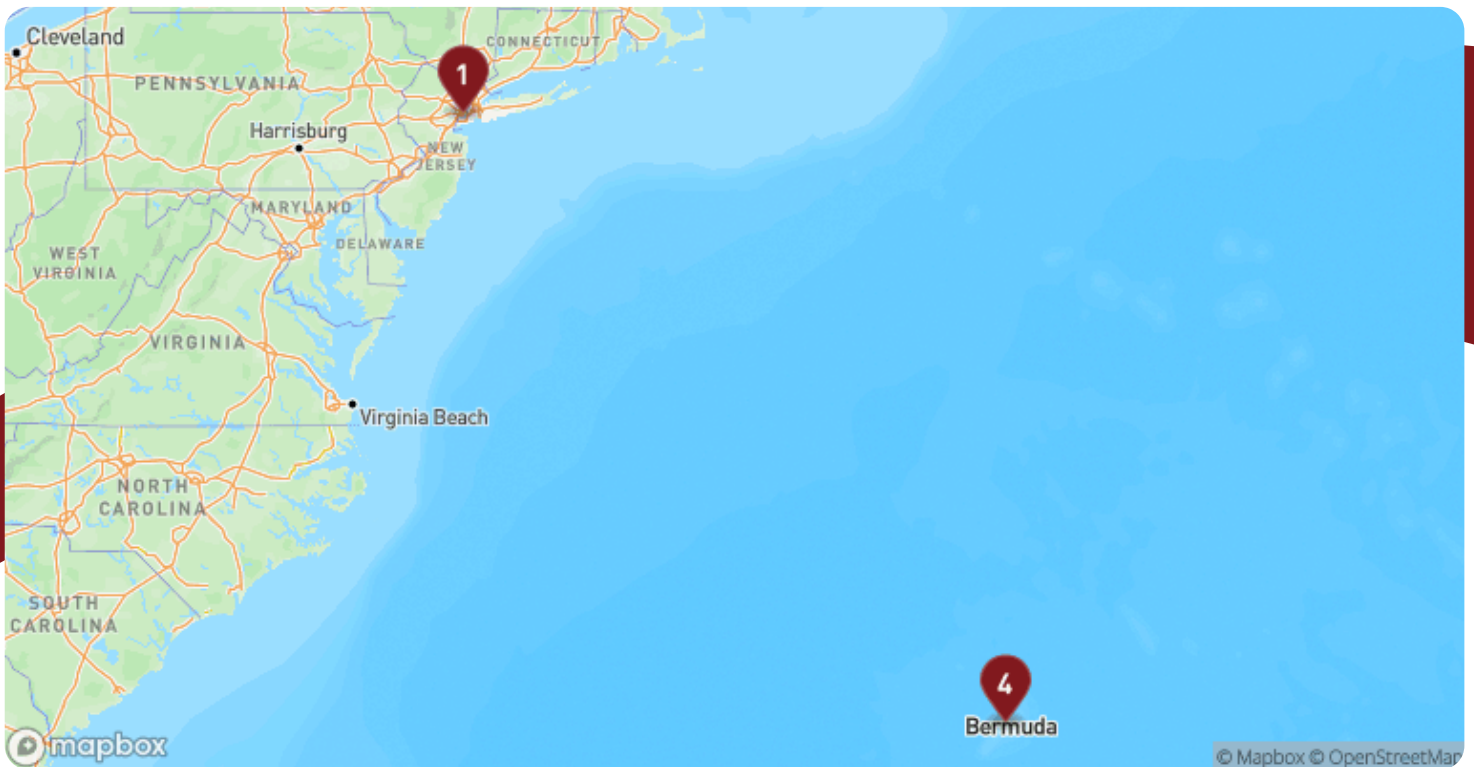 Cleveland
CONNECTICUT
1
PENNSYLVANIA
Harrisburg
NEW
JERSEY
MARYLAND
DELAWARE
WEST
VIRGINIA
VIRGINIA
Virginia Beach
NORTH
CAROLINA
SOUTH
CAROLINA
4
Bermuda
mapbox
© Mapbox © OpenStreetMap